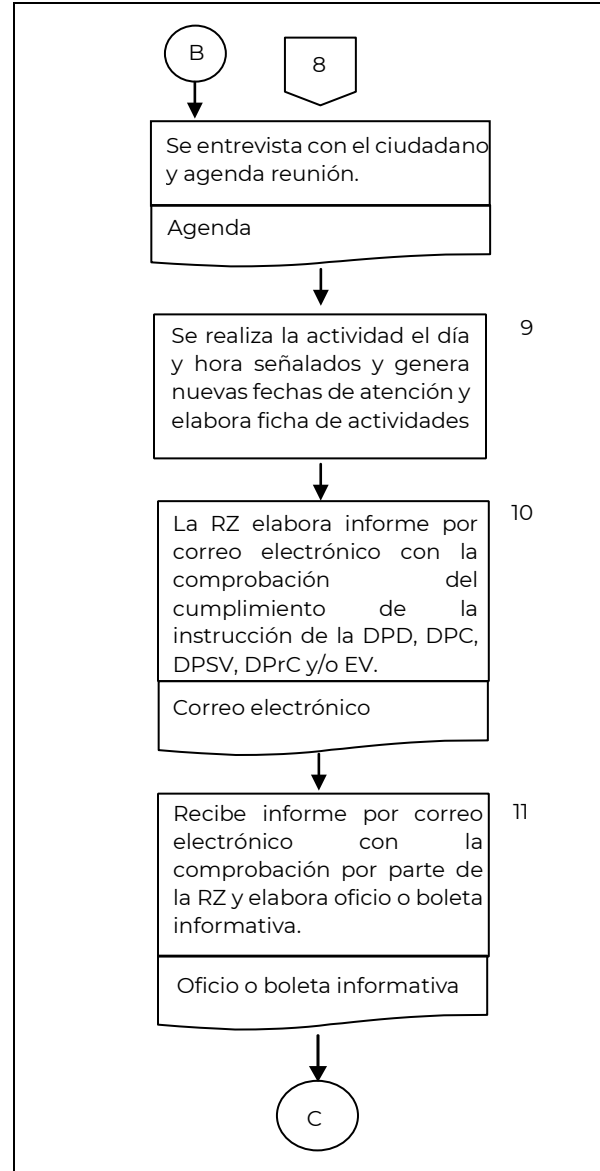 B
8
Se entrevista con el ciudadano
y agenda reunión.
Agenda
Se realiza la actividad el día
y hora señalados y genera
nuevas fechas de atención y
elabora ficha de actividades
9
La RZ elabora informe por
correo electrónico con la
comprobación del
cumplimiento de la
instrucción de la DPD, DPC,
DPSV, DPrC y/o EV.
10
Correo electrónico
Recibe informe por correo
electrónico con la
comprobación por parte de
la RZ y elabora oficio o boleta
informativa.
11
Oficio o boleta informativa
C